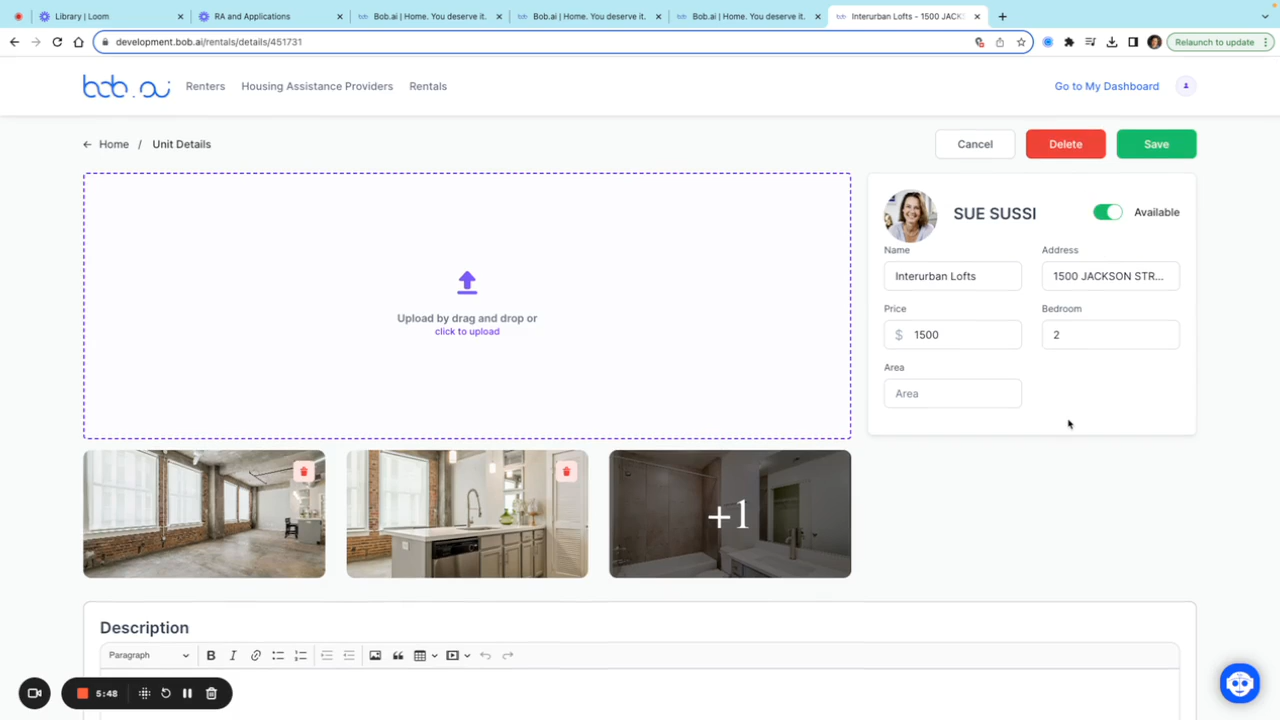 Library | Loom
RA and Applications
Bob.ai | Home. You deserve it.
Bob.ai | Home. You deserve it.
Bob.ai | Home. You deserve it.
Interurban Lofts - 1500 JACKS
development.bob.ai/rentals/details/451731
Relaunch to update
bob.ai
Renters
Housing Assistance Providers
Rentals
Go to My Dashboard
Home / Unit Details
Cancel
Delete
Save
Upload by drag and drop or
click to upload
SUE SUSSI
Available
Name
Address
Interurban Lofts
1500 JACKSON STR...
Price
Bedroom
$ 1500
2
Area
Area
+1
Description
Paragraph
B I
5:48